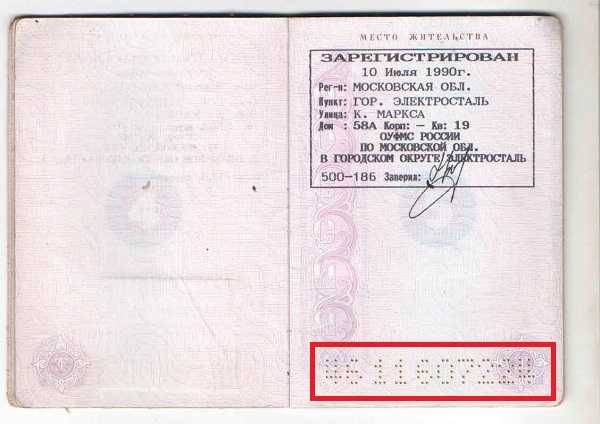 МЕСТО ЖИТЕЛЬСТВА
ЗАРЕГИСТРИРОВАН
10 Июля 1990г.
Рег-н: МОСКОВСКАЯ ОБЛ.
Пункт: ГОР. ЭЛЕКТРОСТАЛЬ
Улица: К. МАРКСА
Дом : 58А Корп: — Кв: 19
ОУФМС РОССИИ
ПО МОСКОВСКОЙ ОБЛ.
В ГОРОДСКОМ ОКРУГЕ ЭЛЕКТРОСТАЛЬ
500-186 Заверил: